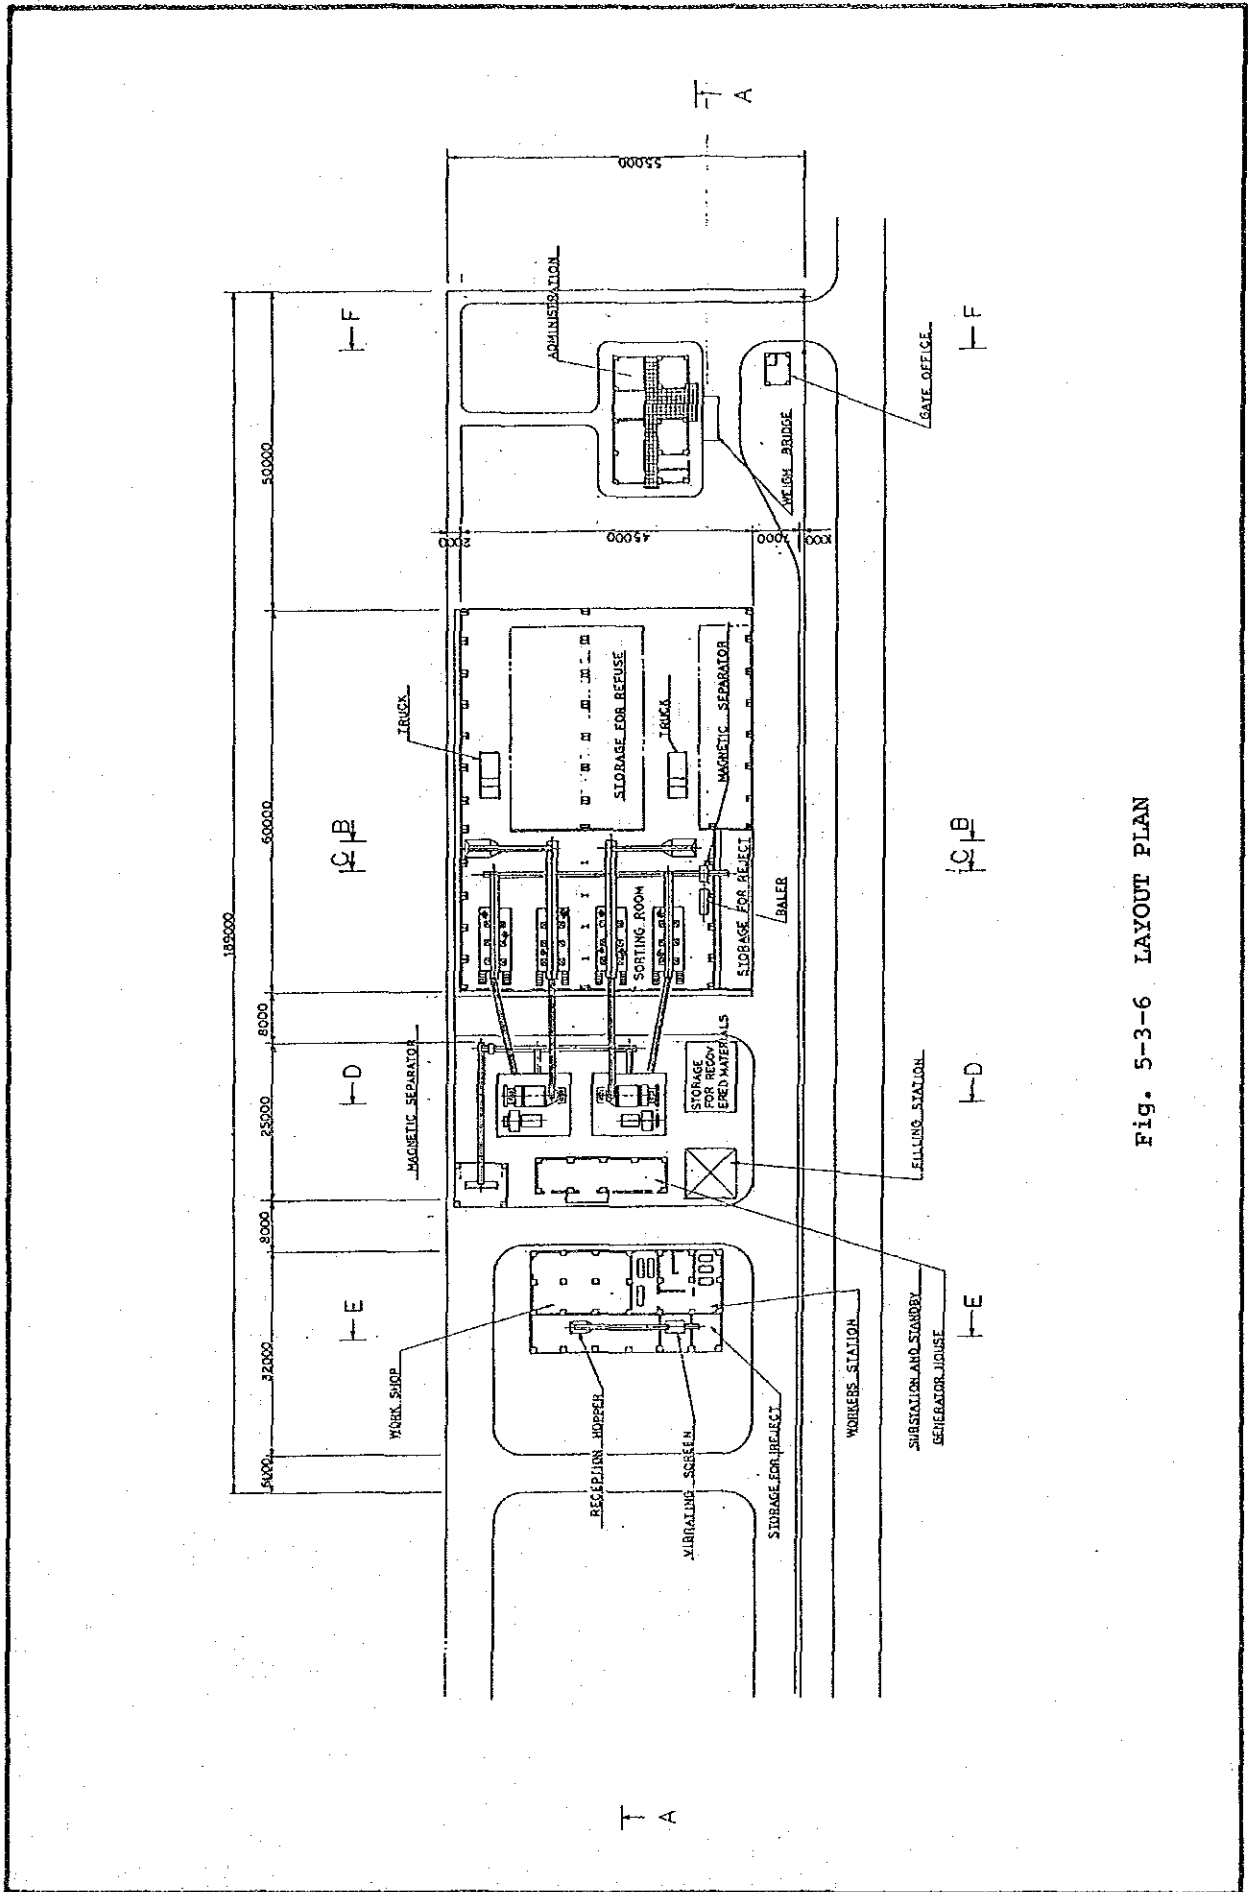 189000
6000 32000 8000 25000 8000 60000 50000
E D C B F
WORK SHOP
MAGNETIC SEPARATOR
TRUCK
ADMINISTRATION
2000
45000
7000
1000
55000
A
A
RECEPTION HOPPER
VIBRATING SCREEN
STORAGE FOR REJECT
WORKERS STATION
SUBSTATION AND STANDBY
GENERATOR HOUSE
FILLING STATION
STORAGE
FOR RECOV
ERED MATERIALS
SORTING ROOM
STORAGE FOR REJECT
BALER
STORAGE FOR REFUSE
TRUCK
MAGNETIC SEPARATOR
WEIGH BRIDGE
GATE OFFICE
E D C B F
Fig. 5-3-6 LAYOUT PLAN